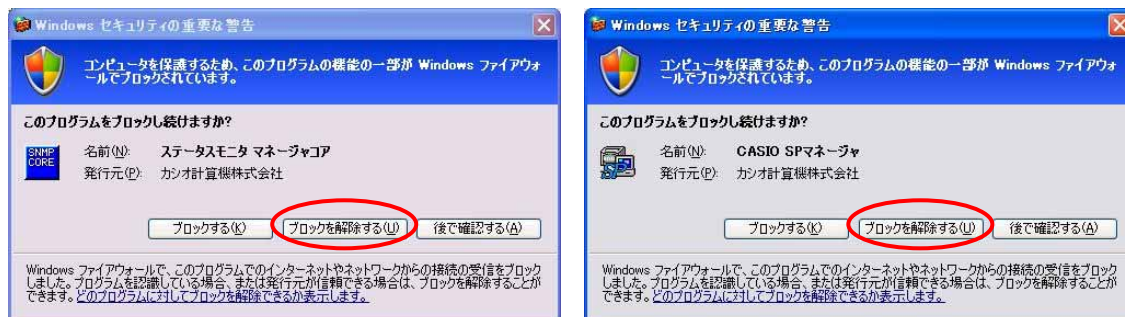 Windows セキュリティの重要な警告
コンピュータを保護するため、このプログラムの機能の一部が Windows ファイアウォ
ールでブロックされています。
このプログラムをブロックし続けますか?
SNMP
CORE
名前(N): ステータスモニタ マネージャコア
発行元(P): カシオ計算機株式会社
ブロックする(K) ブロックを解除する(U) 後で確認する(A)
Windows ファイアウォールで、このプログラムでのインターネットやネットワークからの接続の受信をブロック
しました。プログラムを認識している場合、または発行元が信頼できる場合は、ブロックを解除することが
できます。どのプログラムに対してブロックを解除できるか表示します。
Windows セキュリティの重要な警告
コンピュータを保護するため、このプログラムの機能の一部が Windows ファイアウォ
ールでブロックされています。
このプログラムをブロックし続けますか?
名前(N): CASIO SPマネージャ
発行元(P): カシオ計算機株式会社
ブロックする(K) ブロックを解除する(U) 後で確認する(A)
Windows ファイアウォールで、このプログラムでのインターネットやネットワークからの接続の受信をブロック
しました。プログラムを認識している場合、または発行元が信頼できる場合は、ブロックを解除することが
できます。どのプログラムに対してブロックを解除できるか表示します。